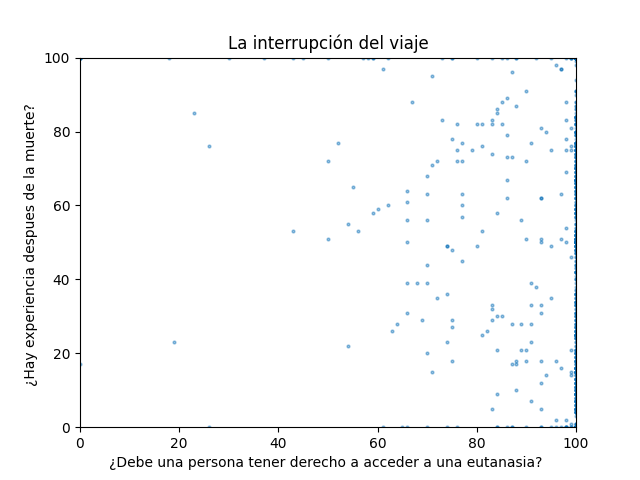 La interrupción del viaje
100
80
60
40
20
0
¿Hay experiencia despues de la muerte?
0 20 40 60 80 100
¿Debe una persona tener derecho a acceder a una eutanasia?